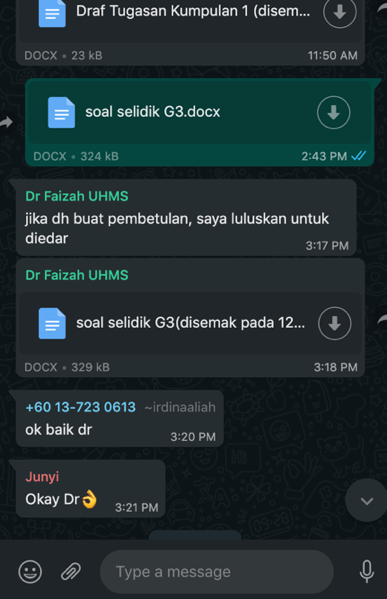 Draf Tugasan Kumpulan 1 (disem...
DOCX • 23 kB
11:50 AM
soal selidik G3.docx
DOCX • 324 kB
2:43 PM
Dr Faizah UHMS
jika dh buat pembetulan, saya luluskan untuk
diedar
3:17 PM
Dr Faizah UHMS
soal selidik G3(disemak pada 12...
DOCX • 329 kB
3:18 PM
+60 13-723 0613 ~irdinaaliah
ok baik dr
3:20 PM
Junyi
Okay Dr👌
3:21 PM
Type a message